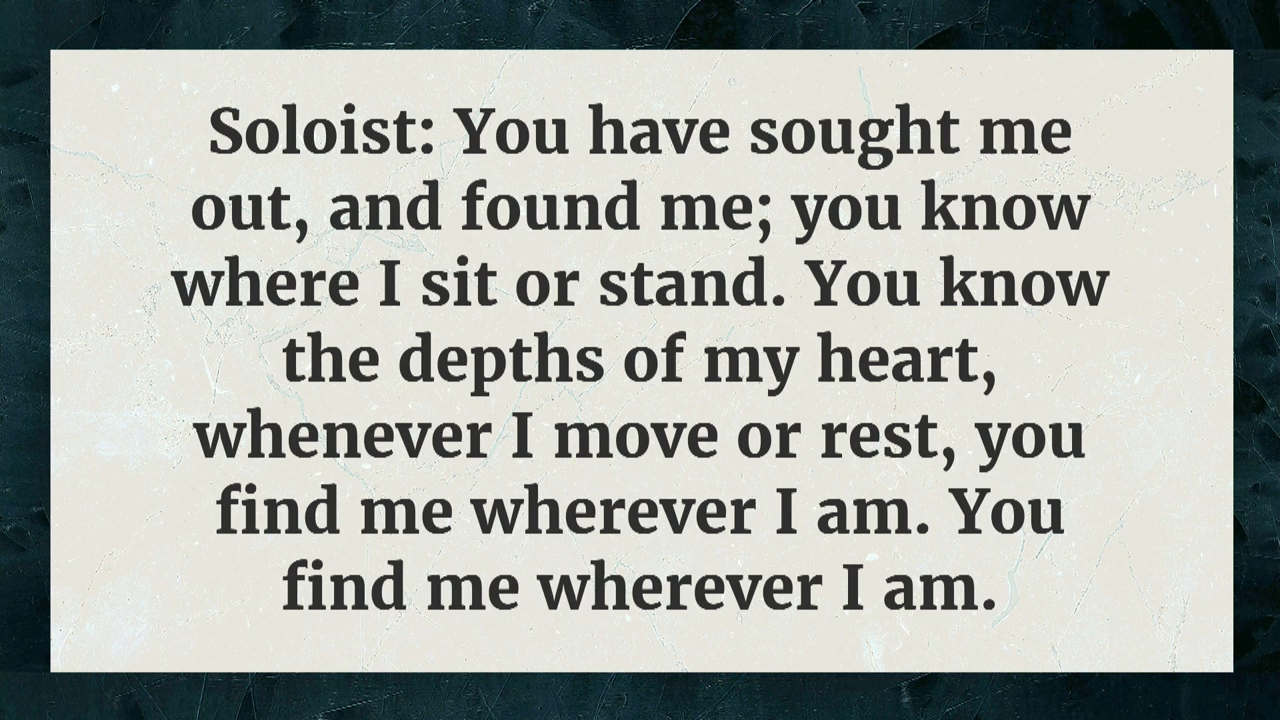 Soloist: You have sought me
out, and found me; you know
where I sit or stand. You know
the depths of my heart,
whenever I move or rest, you
find me wherever I am. You
find me wherever I am.